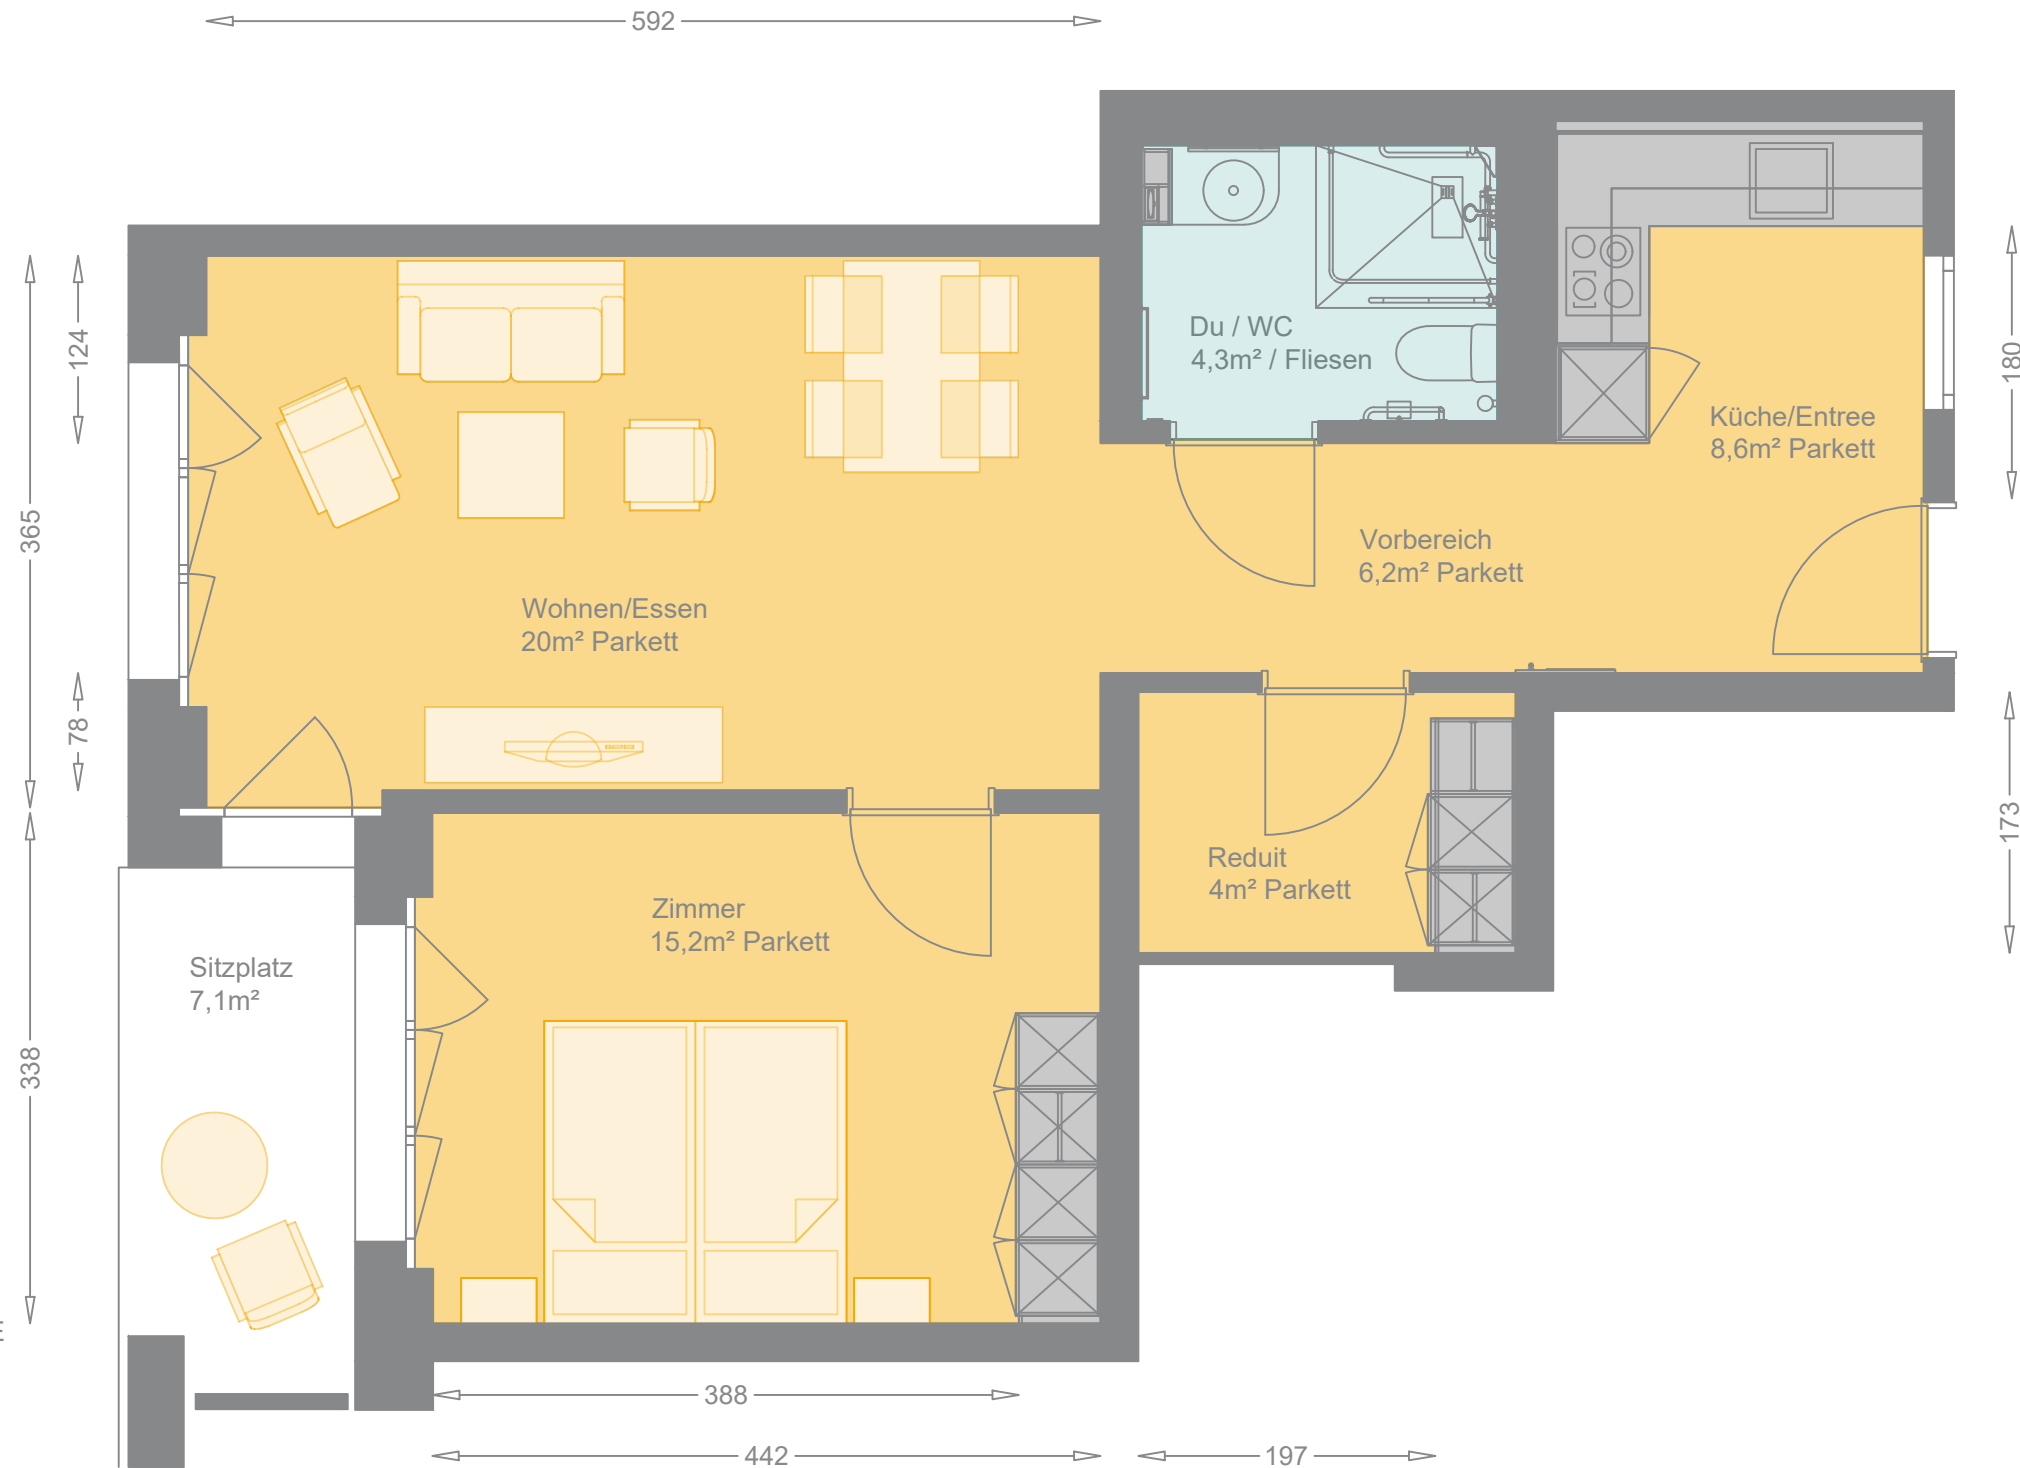 592
Du / WC
4,3m² / Fliesen
124
180
Küche/Entree
8,6m² Parkett
365
Vorbereich
6,2m² Parkett
Wohnen/Essen
20m² Parkett
78
173
Reduit
4m² Parkett
Zimmer
15,2m² Parkett
Sitzplatz
7,1m²
338
388
442
197